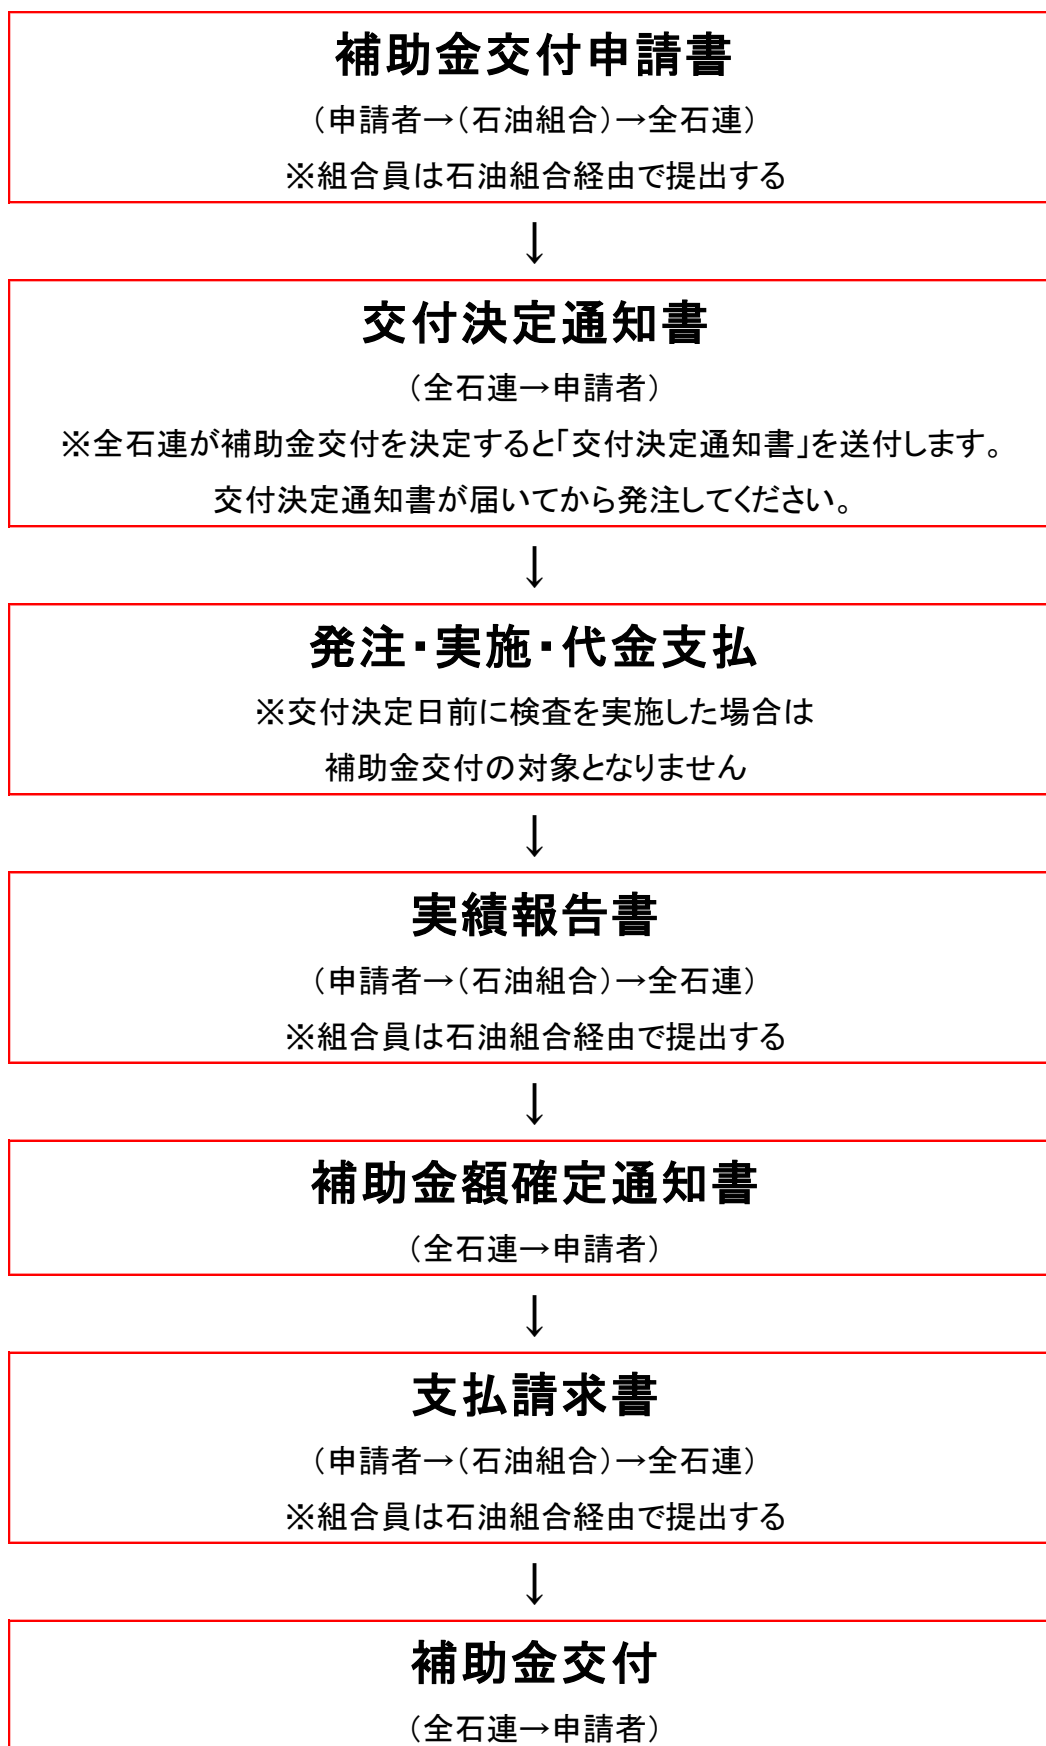 補助金交付申請書
（申請者→（石油組合）→全石連）
※組合員は石油組合経由で提出する
↓
交付決定通知書
（全石連→申請者）
※全石連が補助金交付を決定すると「交付決定通知書」を送付します。
交付決定通知書が届いてから発注してください。
↓
発注・実施・代金支払
※交付決定日前に検査を実施した場合は
補助金交付の対象となりません
↓
実績報告書
（申請者→（石油組合）→全石連）
※組合員は石油組合経由で提出する
↓
補助金額確定通知書
（全石連→申請者）
↓
支払請求書
（申請者→（石油組合）→全石連）
※組合員は石油組合経由で提出する
↓
補助金交付
（全石連→申請者）